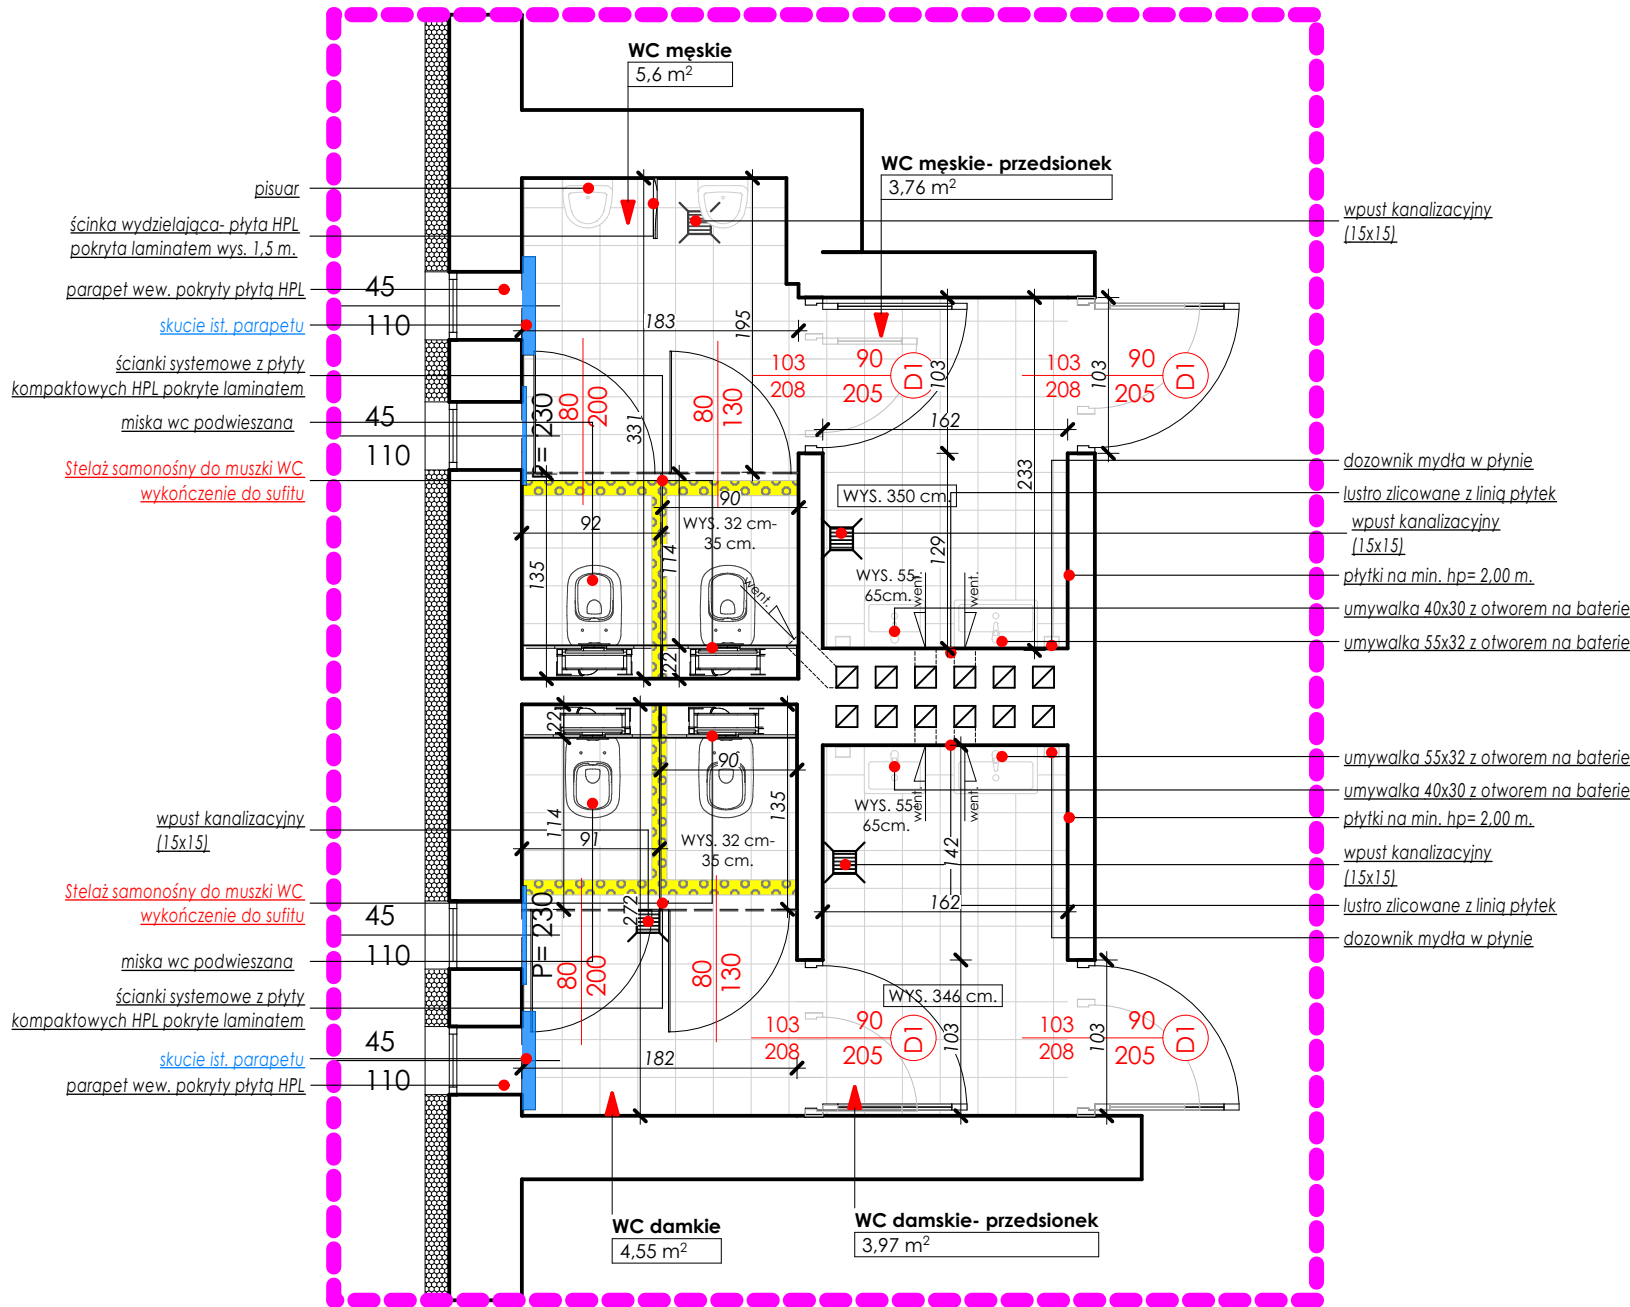 WC męskie
5,6 m²
WC męskie- przedsionek
3,76 m²
pisuar
ścinka wydzielająca- płyta HPL
pokryta laminatem wys. 1,5 m.
parapet wew. pokryty płytą HPL
skucie ist. parapetu
ścianki systemowe z płyty
kompaktowych HPL pokryte laminatem
miska wc podwieszana
Stelaż samonośny do muszki WC
wykończenie do sufitu
45
110
45
110
wpust kanalizacyjny
(15x15)
183
195
331
103
208
90
205
D1
103
103
208
90
205
D1
103
80
200
80
130
P= 230
162
233
WYS. 350 cm.
92
90
WYS. 32 cm-
35 cm.
135
114
22
went.
129
WYS. 55-
65cm.
went.
went.
dozownik mydła w płynie
lustro zlicowane z linią płytek
wpust kanalizacyjny
(15x15)
płytki na min. hp= 2,00 m.
umywalka 40x30 z otworem na baterie
umywalka 55x32 z otworem na baterie
22
90
114
91
135
WYS. 32 cm-
35 cm.
272
WYS. 55-
65cm.
went.
went.
142
162
umywalka 55x32 z otworem na baterie
umywalka 40x30 z otworem na baterie
płytki na min. hp= 2,00 m.
wpust kanalizacyjny
(15x15)
lustro zlicowane z linią płytek
dozownik mydła w płynie
wpust kanalizacyjny
(15x15)
Stelaż samonośny do muszki WC
wykończenie do sufitu
miska wc podwieszana
ścianki systemowe z płyty
kompaktowych HPL pokryte laminatem
skucie ist. parapetu
parapet wew. pokryty płytą HPL
45
110
45
110
P= 230
80
200
80
130
182
WYS. 346 cm.
103
208
90
205
D1
103
103
208
90
205
D1
103
WC damkie
4,55 m²
WC damskie- przedsionek
3,97 m²